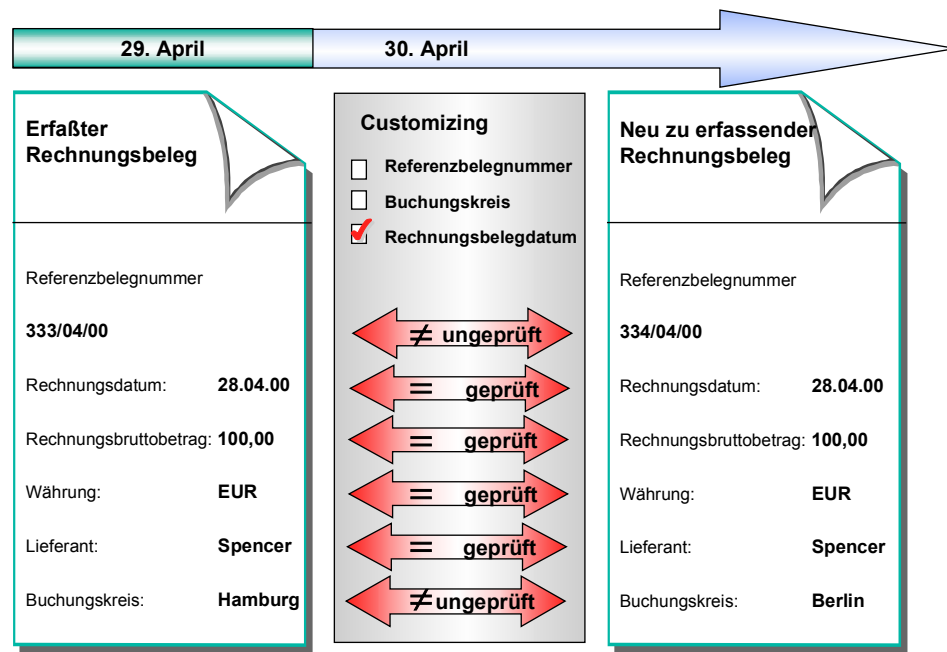 29. April
30. April
Erfaßter
Rechnungsbeleg
Referenzbelegnummer
333/04/00
Rechnungsdatum: 28.04.00
Rechnungsbruttobetrag: 100,00
Währung: EUR
Lieferant: Spencer
Buchungskreis: Hamburg
Customizing
Referenzbelegnummer
Buchungskreis
Rechnungsbelegdatum
≠ ungeprüft
= geprüft
= geprüft
= geprüft
= geprüft
≠ ungeprüft
Neu zu erfassender
Rechnungsbeleg
Referenzbelegnummer
334/04/00
Rechnungsdatum: 28.04.00
Rechnungsbruttobetrag: 100,00
Währung: EUR
Lieferant: Spencer
Buchungskreis: Berlin